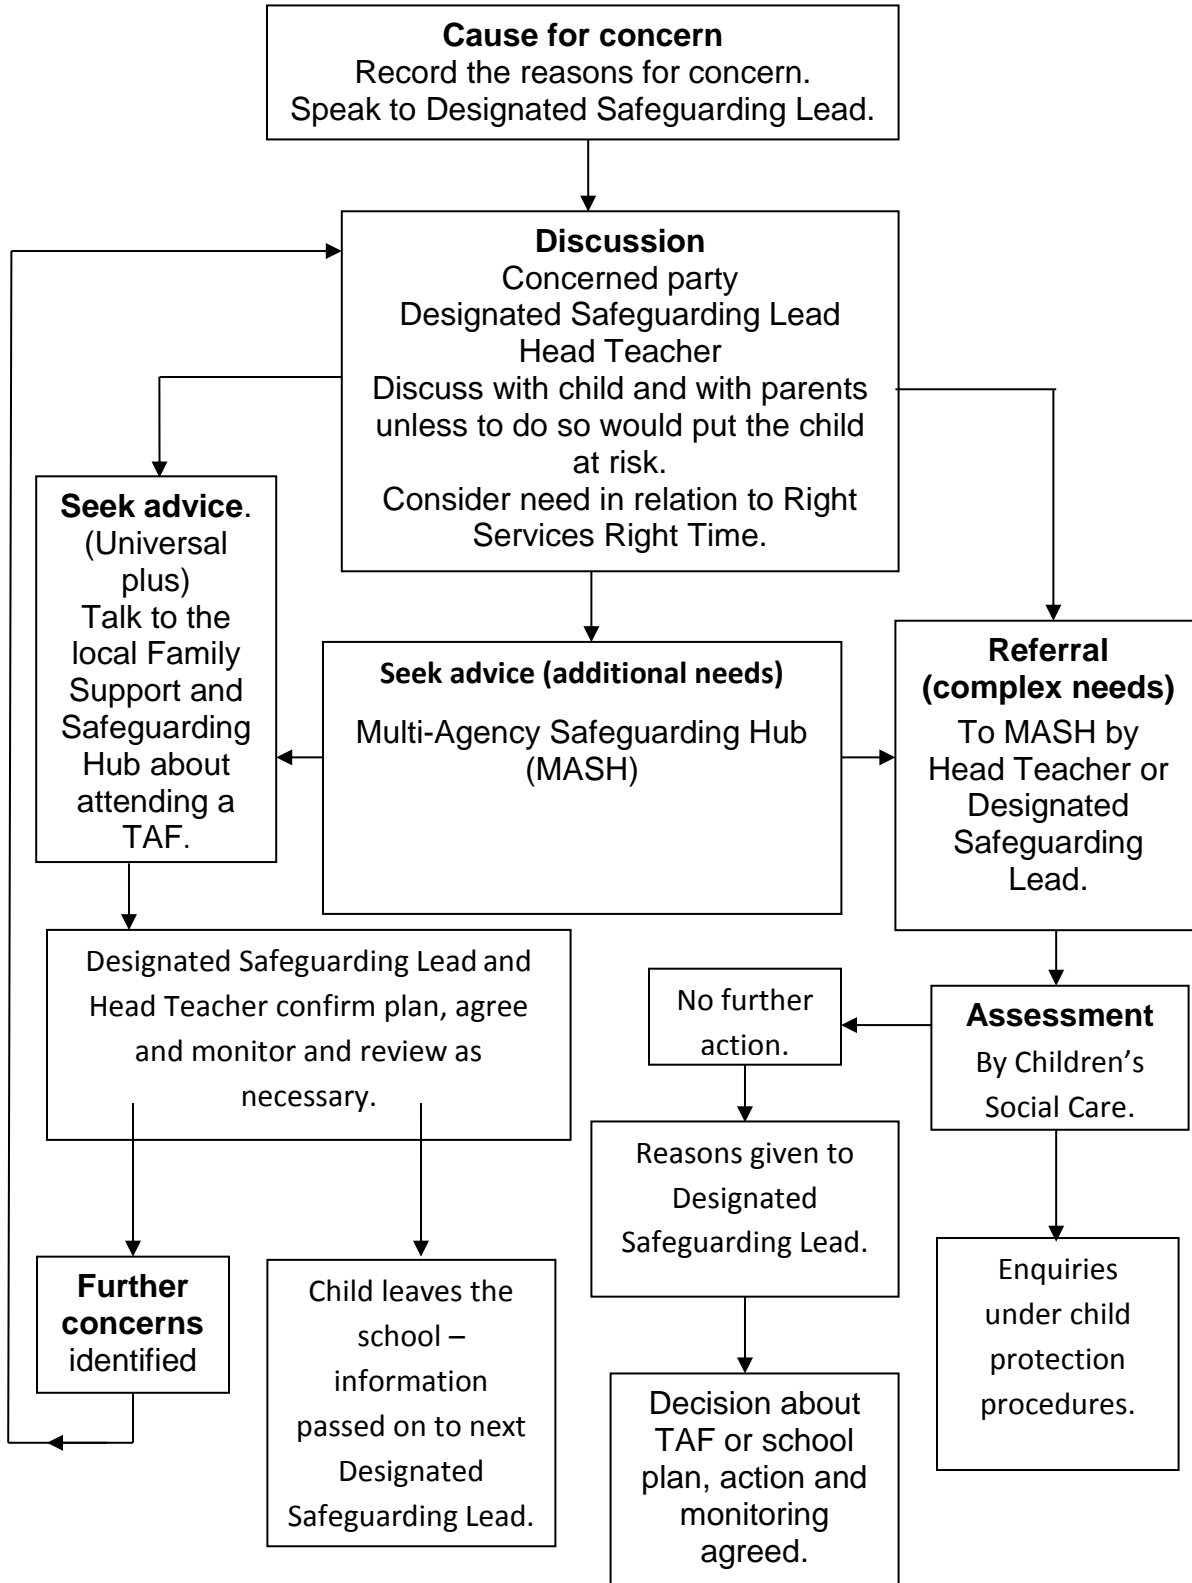 Cause for concern
Record the reasons for concern.
Speak to Designated Safeguarding Lead.
Discussion
Concerned party
Designated Safeguarding Lead
Head Teacher
Discuss with child and with parents
unless to do so would put the child
at risk.
Consider need in relation to Right
Services Right Time.
Seek advice.
(Universal
plus)
Talk to the
local Family
Support and
Safeguarding
Hub about
attending a
TAF.
Seek advice (additional needs)
Multi-Agency Safeguarding Hub
(MASH)
Referral
(complex needs)
To MASH by
Head Teacher or
Designated
Safeguarding
Lead.
Designated Safeguarding Lead and
Head Teacher confirm plan, agree
and monitor and review as
necessary.
No further
action.
Assessment
By Children’s
Social Care.
Reasons given to
Designated
Safeguarding Lead.
Enquiries
under child
protection
procedures.
Further
concerns
identified
Child leaves the
school –
information
passed on to next
Designated
Safeguarding Lead.
Decision about
TAF or school
plan, action and
monitoring
agreed.